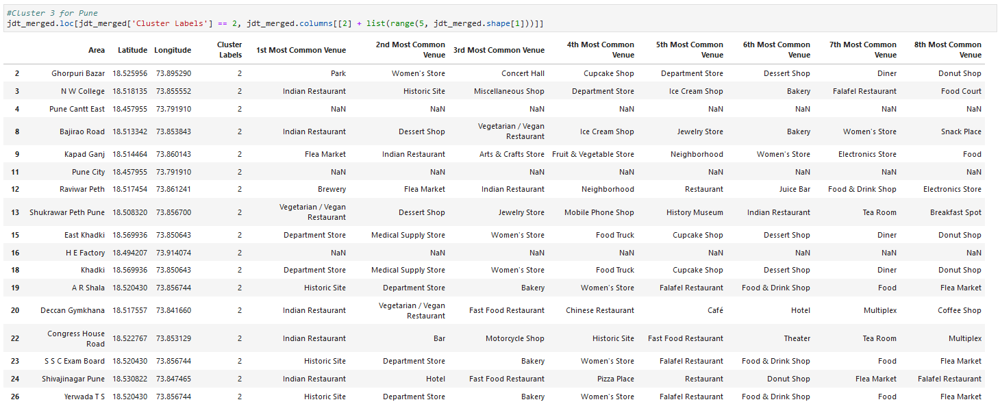 #Cluster 3 for Pune
jdt_merged.loc[jdt_merged['Cluster Labels'] == 2, jdt_merged.columns[[2] + list(range(5, jdt_merged.shape[1]))]]
Area Latitude Longitude Cluster Labels 1st Most Common Venue 2nd Most Common Venue 3rd Most Common Venue 4th Most Common Venue 5th Most Common Venue 6th Most Common Venue 7th Most Common Venue 8th Most Common Venue
2 Ghorpuri Bazar 18.525956 73.895290 2 Park Women's Store Concert Hall Cupcake Shop Department Store Dessert Shop Diner Donut Shop
3 N W College 18.518135 73.855552 2 Indian Restaurant Historic Site Miscellaneous Shop Department Store Ice Cream Shop Bakery Falafel Restaurant Food Court
4 Pune Cantt East 18.457955 73.791910 2 NaN NaN NaN NaN NaN NaN NaN NaN
8 Bajirao Road 18.513342 73.853843 2 Indian Restaurant Dessert Shop Vegetarian / Vegan Restaurant Ice Cream Shop Jewelry Store Bakery Women's Store Snack Place
9 Kapad Ganj 18.514464 73.860143 2 Flea Market Indian Restaurant Arts & Crafts Store Fruit & Vegetable Store Neighborhood Women's Store Electronics Store Food
11 Pune City 18.457955 73.791910 2 NaN NaN NaN NaN NaN NaN NaN NaN
12 Raviwar Peth 18.517454 73.861241 2 Brewery Flea Market Indian Restaurant Neighborhood Restaurant Juice Bar Food & Drink Shop Electronics Store
13 Shukrawar Peth Pune 18.508320 73.856700 2 Vegetarian / Vegan Restaurant Dessert Shop Jewelry Store Mobile Phone Shop History Museum Indian Restaurant Tea Room Breakfast Spot
15 East Khadki 18.569936 73.850643 2 Department Store Medical Supply Store Women's Store Food Truck Cupcake Shop Dessert Shop Diner Donut Shop
16 H E Factory 18.494207 73.914074 2 NaN NaN NaN NaN NaN NaN NaN NaN
18 Khadki 18.569936 73.850643 2 Department Store Medical Supply Store Women's Store Food Truck Cupcake Shop Dessert Shop Diner Donut Shop
19 A R Shala 18.520430 73.856744 2 Historic Site Department Store Bakery Women's Store Falafel Restaurant Food & Drink Shop Food Flea Market
20 Deccan Gymkhana 18.517557 73.841660 2 Indian Restaurant Vegetarian / Vegan Restaurant Fast Food Restaurant Chinese Restaurant Café Hotel Multiplex Coffee Shop
22 Congress House Road 18.522767 73.853129 2 Indian Restaurant Bar Motorcycle Shop Historic Site Fast Food Restaurant Theater Tea Room Multiplex
23 S S C Exam Board 18.520430 73.856744 2 Historic Site Department Store Bakery Women's Store Falafel Restaurant Food & Drink Shop Food Flea Market
24 Shivajinagar Pune 18.530822 73.847465 2 Indian Restaurant Hotel Fast Food Restaurant Pizza Place Restaurant Donut Shop Flea Market Falafel Restaurant
26 Yerwada T S 18.520430 73.856744 2 Historic Site Department Store Bakery Women's Store Falafel Restaurant Food & Drink Shop Food Flea Market